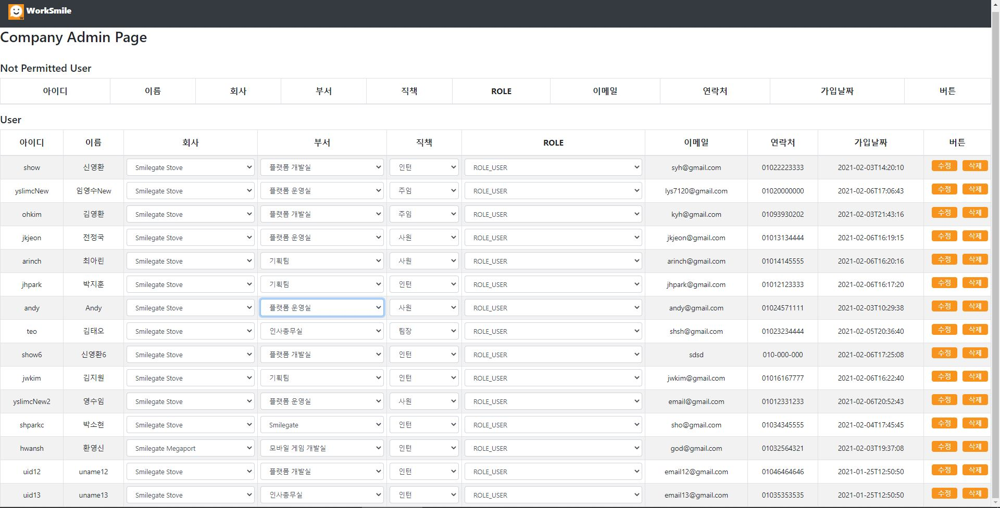 WorkSmile
Company Admin Page
Not Permitted User
아이디 이름 회사 부서 직책 ROLE 이메일 연락처 가입날짜 버튼
User
아이디 이름 회사 부서 직책 ROLE 이메일 연락처 가입날짜 버튼
show 신영환 Smilegate Stove 플랫폼 개발실 인턴 ROLE_USER syh@gmail.com 01022223333 2021-02-03T14:20:10 수정 삭제
yslimcNew 임영수New Smilegate Stove 플랫폼 운영실 주임 ROLE_USER lys7120@gmail.com 01020000000 2021-02-06T17:06:43 수정 삭제
ohkim 김영환 Smilegate Stove 플랫폼 개발실 주임 ROLE_USER kyh@gmail.com 01093930202 2021-02-03T21:43:16 수정 삭제
jkjeon 전정국 Smilegate Stove 플랫폼 운영실 사원 ROLE_USER jkjeon@gmail.com 01013134444 2021-02-06T16:19:15 수정 삭제
arinch 최아린 Smilegate Stove 기획팀 사원 ROLE_USER arinch@gmail.com 01014145555 2021-02-06T16:20:16 수정 삭제
jhpark 박지훈 Smilegate Stove 기획팀 인턴 ROLE_USER jhpark@gmail.com 01012123333 2021-02-06T16:17:20 수정 삭제
andy Andy Smilegate Stove 플랫폼 운영실 사원 ROLE_USER andy@gmail.com 01024571111 2021-02-03T10:29:38 수정 삭제
teo 김태오 Smilegate Stove 인사총무실 팀장 ROLE_USER shsh@gmail.com 01023234444 2021-02-05T20:36:40 수정 삭제
show6 신영환6 Smilegate Stove 플랫폼 개발실 인턴 ROLE_USER sdsd 010-000-000 2021-02-06T17:25:08 수정 삭제
jwkim 김지원 Smilegate Stove 기획팀 인턴 ROLE_USER jwkim@gmail.com 01016167777 2021-02-06T16:22:40 수정 삭제
yslimcNew2 영수임 Smilegate Stove 플랫폼 운영실 사원 ROLE_USER email@gmail.com 01012331233 2021-02-06T20:52:43 수정 삭제
shparkc 박소현 Smilegate Stove Smilegate 인턴 ROLE_USER sho@gmail.com 01034345555 2021-02-04T17:45:45 수정 삭제
hwansh 환영신 Smilegate Megaport 모바일 게임 개발실 인턴 ROLE_USER god@gmail.com 01032564321 2021-02-03T19:37:08 수정 삭제
uid12 uname12 Smilegate Stove 플랫폼 개발실 인턴 ROLE_USER email12@gmail.com 01046464646 2021-01-25T12:50:50 수정 삭제
uid13 uname13 Smilegate Stove 인사총무실 인턴 ROLE_USER email13@gmail.com 01035353535 2021-01-25T12:50:50 수정 삭제